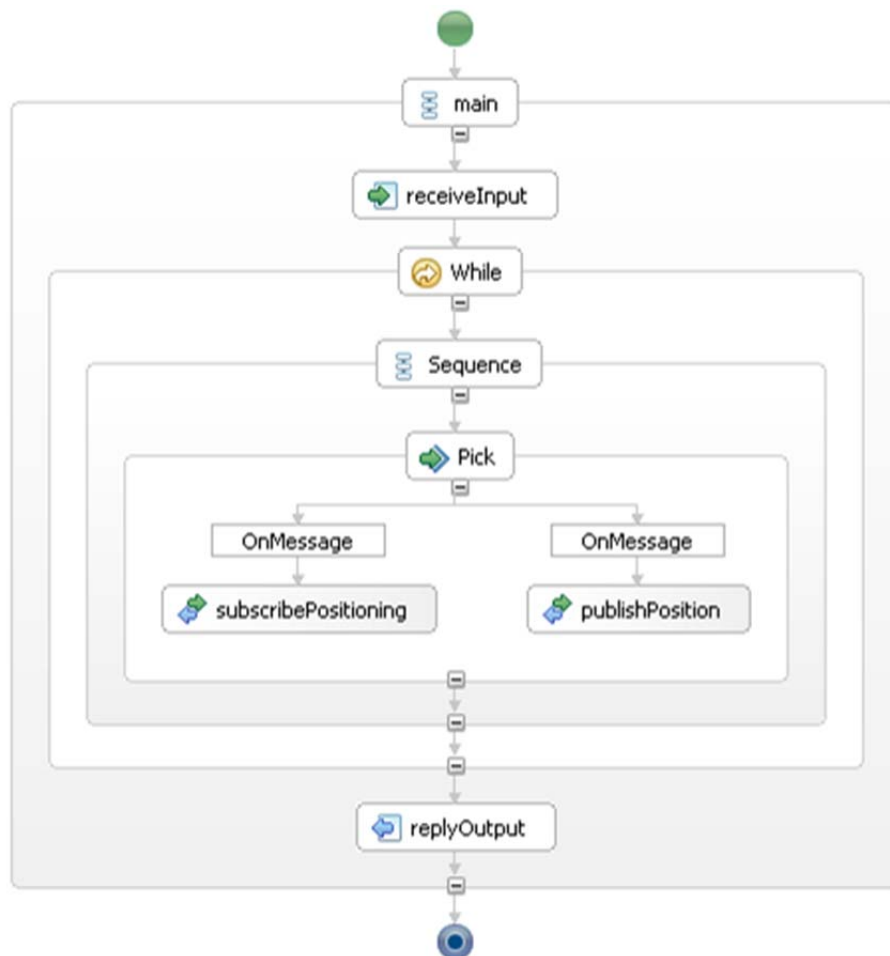 main
receiveInput
While
Sequence
Pick
OnMessage OnMessage
subscribePositioning publishPosition
replyOutput